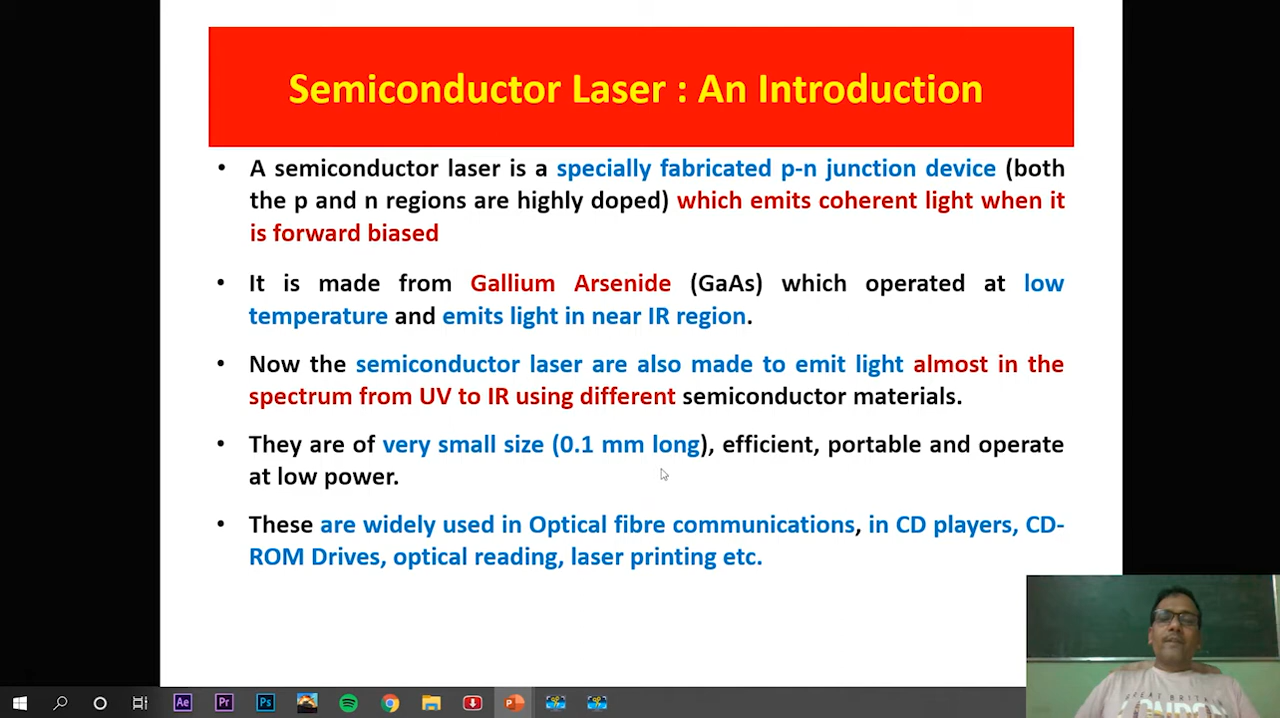 Semiconductor Laser : An Introduction
• A semiconductor laser is a specially fabricated p-n junction device (both
the p and n regions are highly doped) which emits coherent light when it
is forward biased
• It is made from Gallium Arsenide (GaAs) which operated at low
temperature and emits light in near IR region.
• Now the semiconductor laser are also made to emit light almost in the
spectrum from UV to IR using different semiconductor materials.
• They are of very small size (0.1 mm long), efficient, portable and operate
at low power.
• These are widely used in Optical fibre communications, in CD players, CD-
ROM Drives, optical reading, laser printing etc.
Ae
Pr
Ps